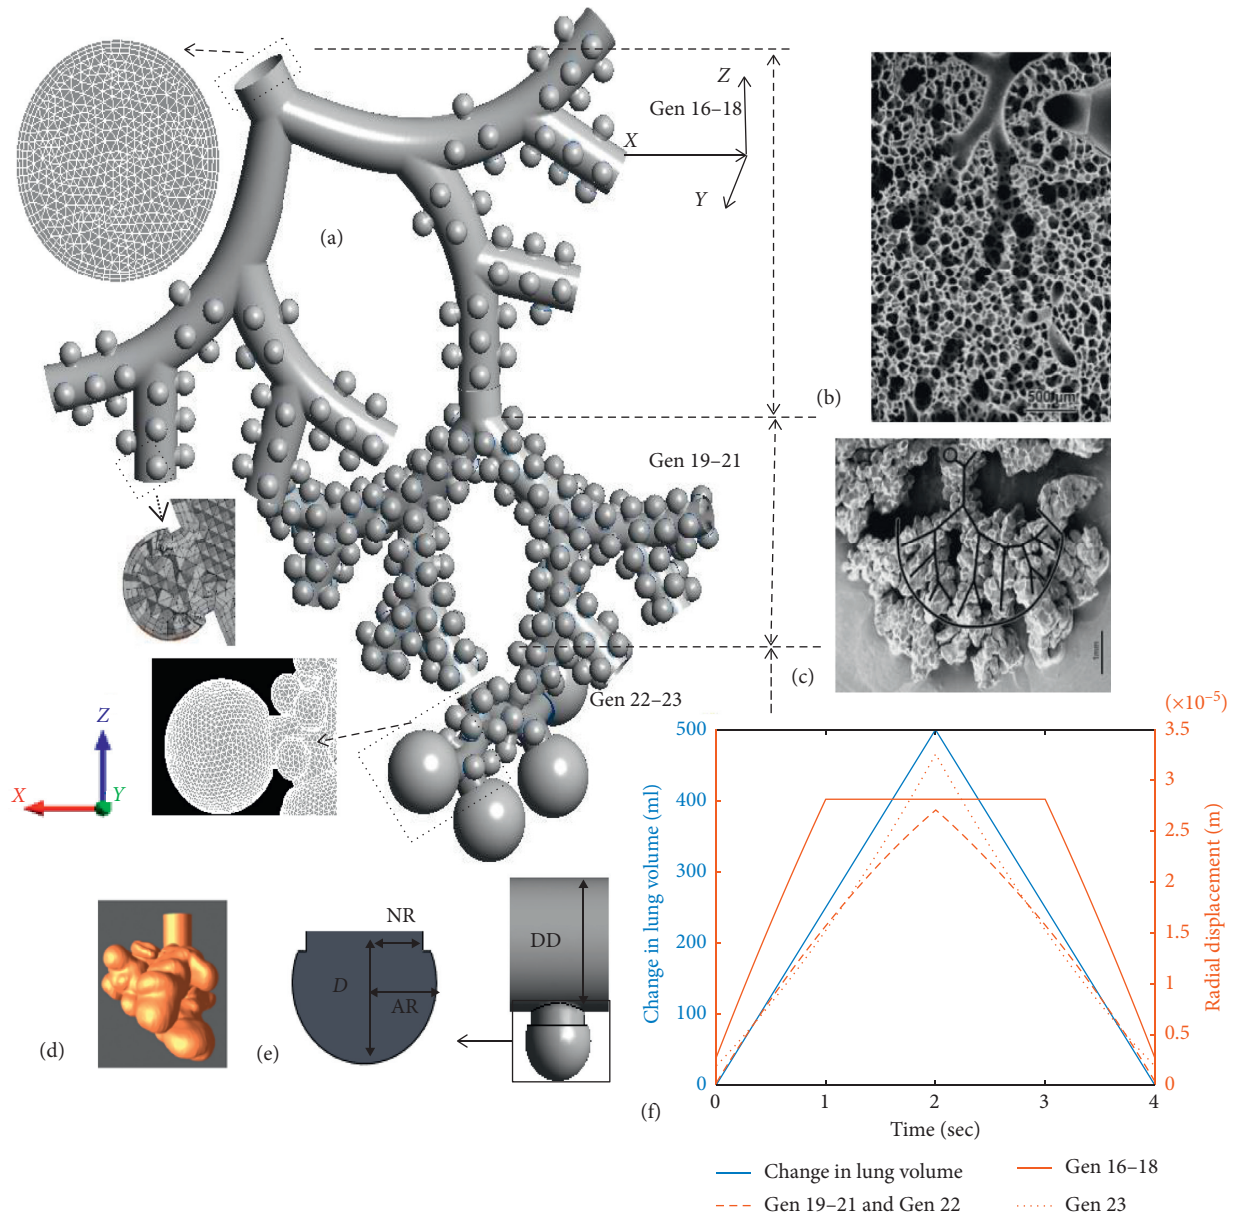 Gen 16–18
Z
X
Y
(a)
500 μm
(b)
Gen 19–21
1mm
(c)
Gen 22–23
Z
X
Y
(d)
NR
D
AR
(e)
DD
(×10⁻⁵)
500
400
300
200
100
0
Change in lung volume (ml)
3.5
3
2.5
2
1.5
1
0.5
0
Radial displacement (m)
0 1 2 3 4
Time (sec)
(f)
Change in lung volume
Gen 16–18
Gen 19–21 and Gen 22
Gen 23